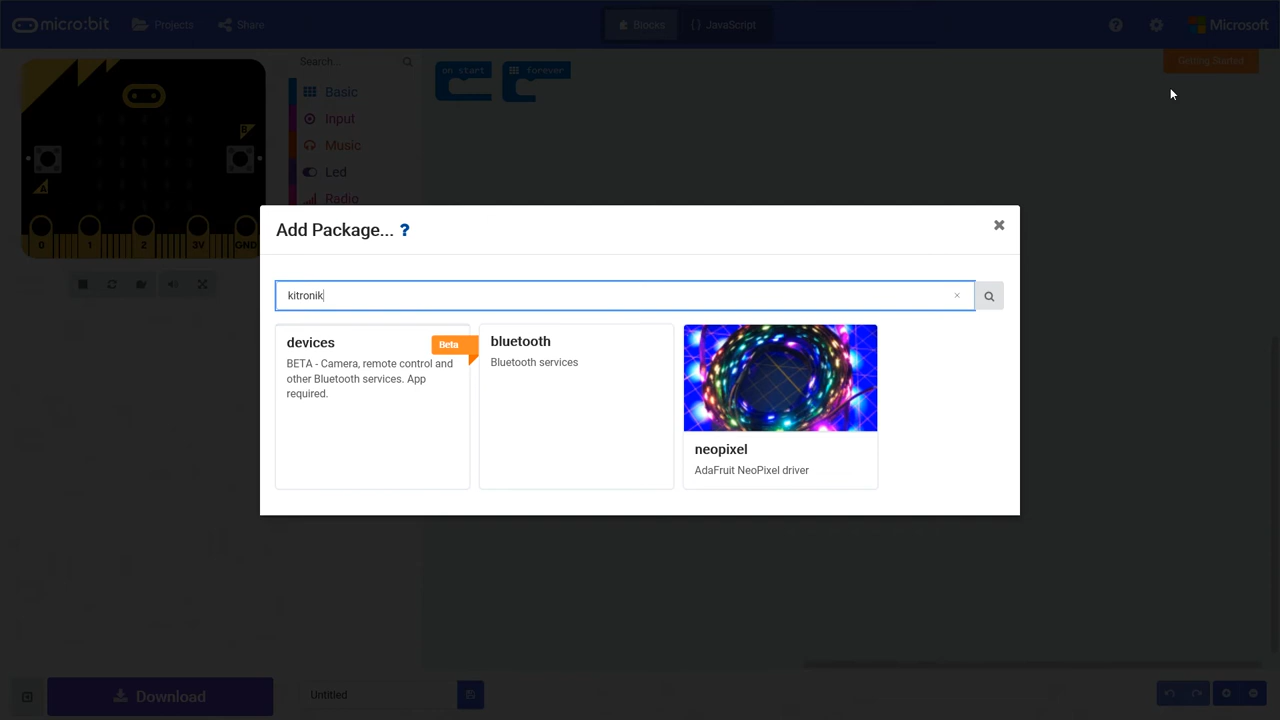 micro:bit Projects Share Blocks {} JavaScript ? Microsoft
Getting Started
Search...
on start forever
Basic
Input
Music
Led
Radio
B
A
0 1 2 3V GND
Add Package... ?
kitronik
devices
Beta
BETA - Camera, remote control and
other Bluetooth services. App
required.
bluetooth
Bluetooth services
neopixel
AdaFruit NeoPixel driver
Download
Untitled